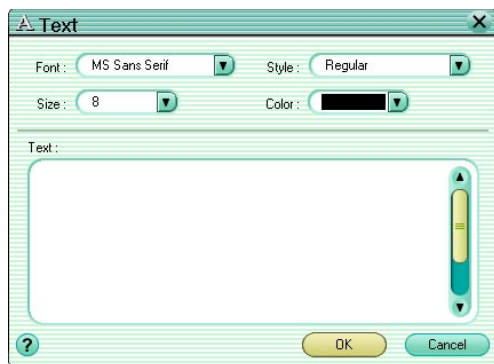 A Text
Font : MS Sans Serif Style : Regular
Size : 8 Color :
Text :
?
OK Cancel